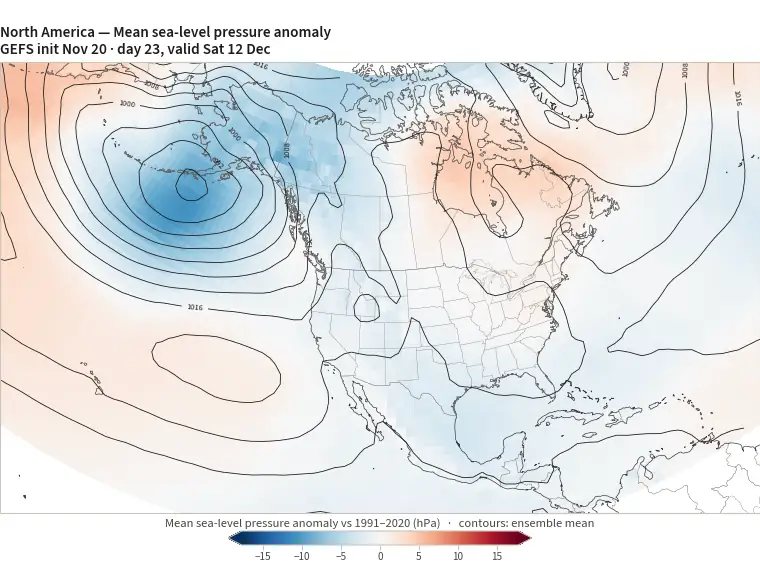 North America — Mean sea-level pressure anomaly
GEFS init Nov 20 · day 23, valid Sat 12 Dec
1016
1008
1000
1000
1008
1000
1008
1016
1016
Mean sea-level pressure anomaly vs 1991–2020 (hPa) · contours: ensemble mean
−15 −10 −5 0 5 10 15